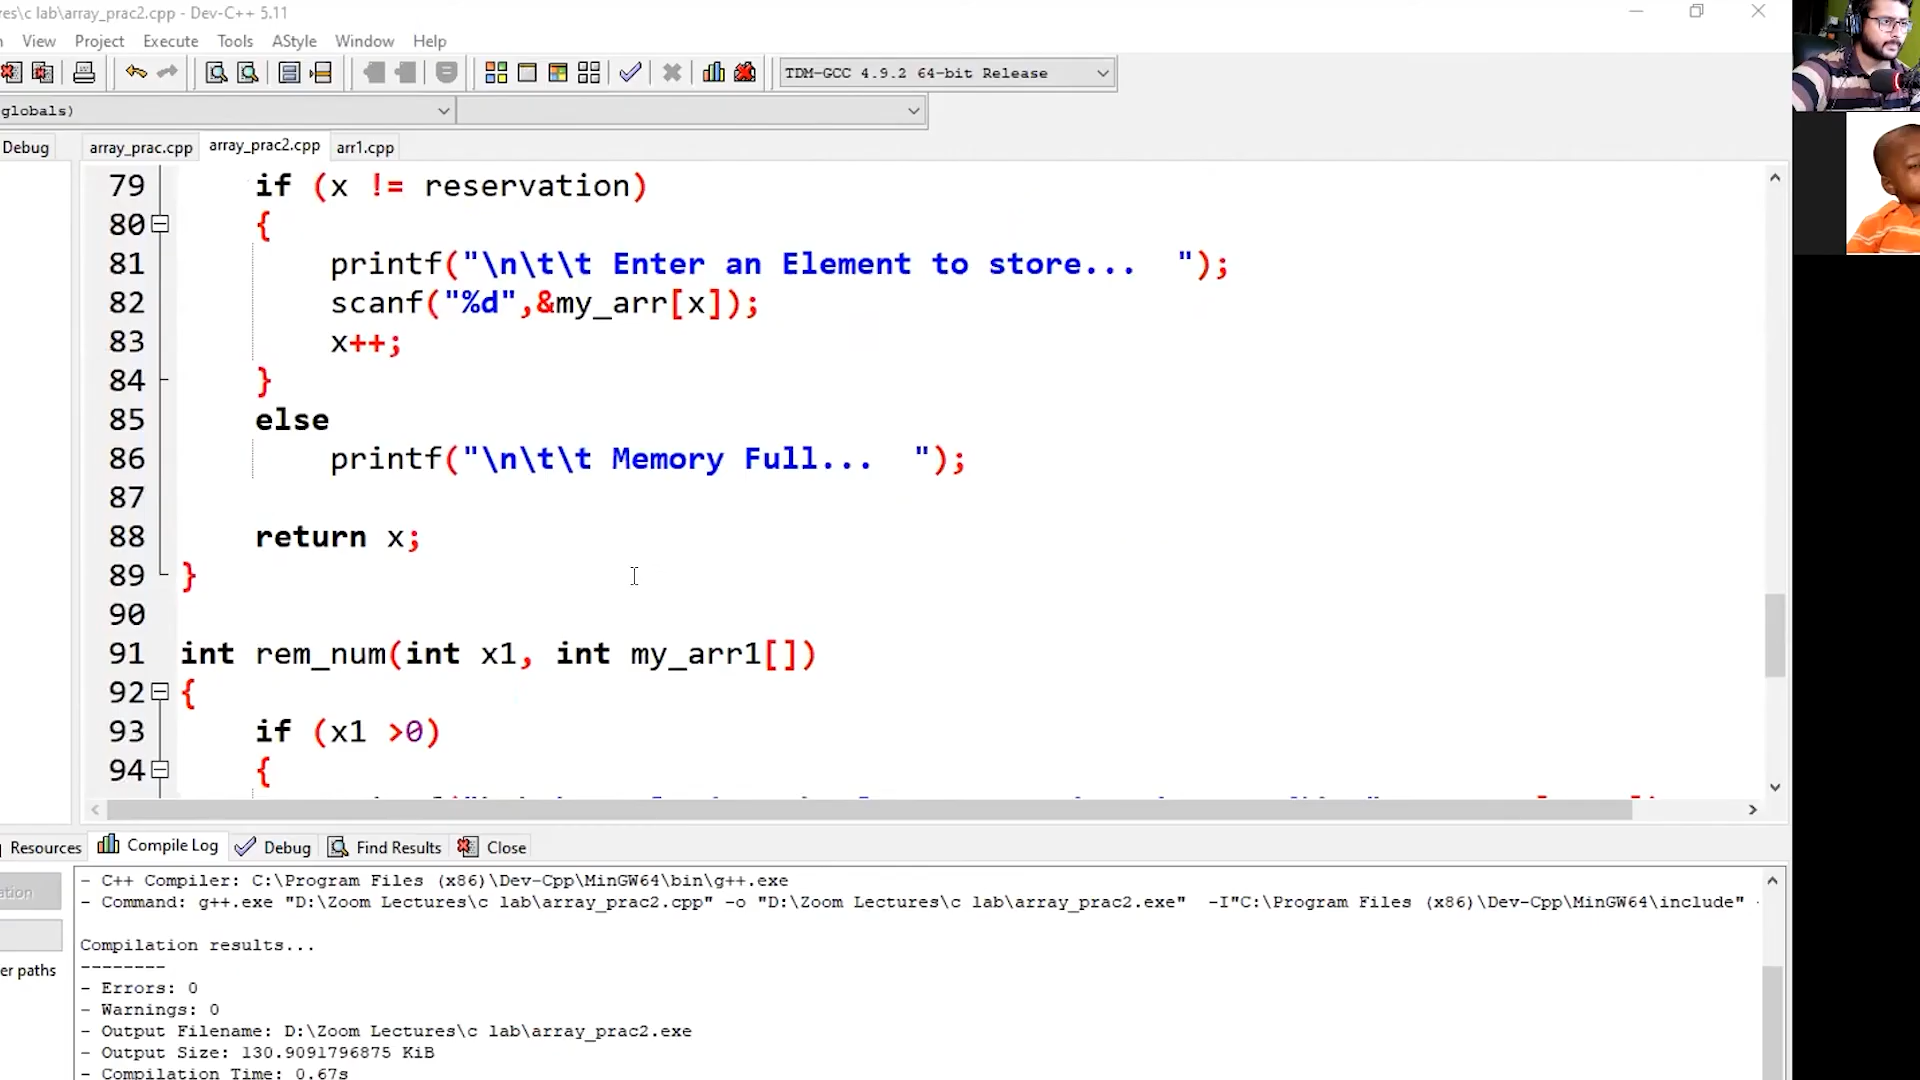 es\c lab\array_prac2.cpp - Dev-C++ 5.11
View Project Execute Tools AStyle Window Help
TDM-GCC 4.9.2 64-bit Release
globals)
Debug array_prac.cpp array_prac2.cpp arr1.cpp
79 if (x != reservation)
80 {
81 printf("\n\t\t Enter an Element to store...  ");
82 scanf("%d",&my_arr[x]);
83 x++;
84 }
85 else
86 printf("\n\t\t Memory Full...  ");
87
88 return x;
89 }
90
91 int rem_num(int x1, int my_arr1[])
92 {
93 if (x1 >0)
94 {
Resources Compile Log Debug Find Results Close
- C++ Compiler: C:\Program Files (x86)\Dev-Cpp\MinGW64\bin\g++.exe
- Command: g++.exe "D:\Zoom Lectures\c lab\array_prac2.cpp" -o "D:\Zoom Lectures\c lab\array_prac2.exe" -I"C:\Program Files (x86)\Dev-Cpp\MinGW64\include" -
ation
Compilation results...
--------
er paths
- Errors: 0
- Warnings: 0
- Output Filename: D:\Zoom Lectures\c lab\array_prac2.exe
- Output Size: 130.9091796875 KiB
- Compilation Time: 0.67s